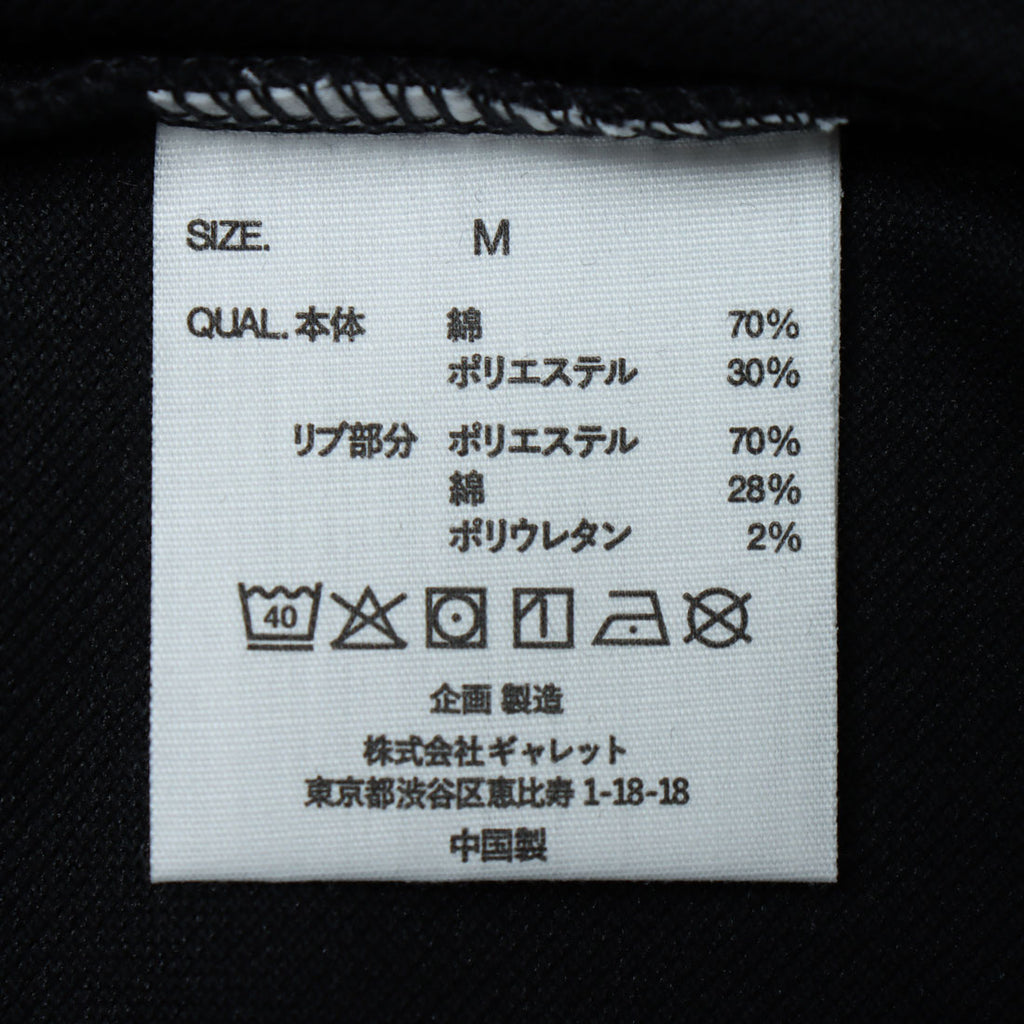 SIZE. M
QUAL. 本体 綿 70%
ポリエステル 30%
リブ部分 ポリエステル 70%
綿 28%
ポリウレタン 2%
40
企画 製造
株式会社ギャレット
東京都渋谷区恵比寿 1-18-18
中国製